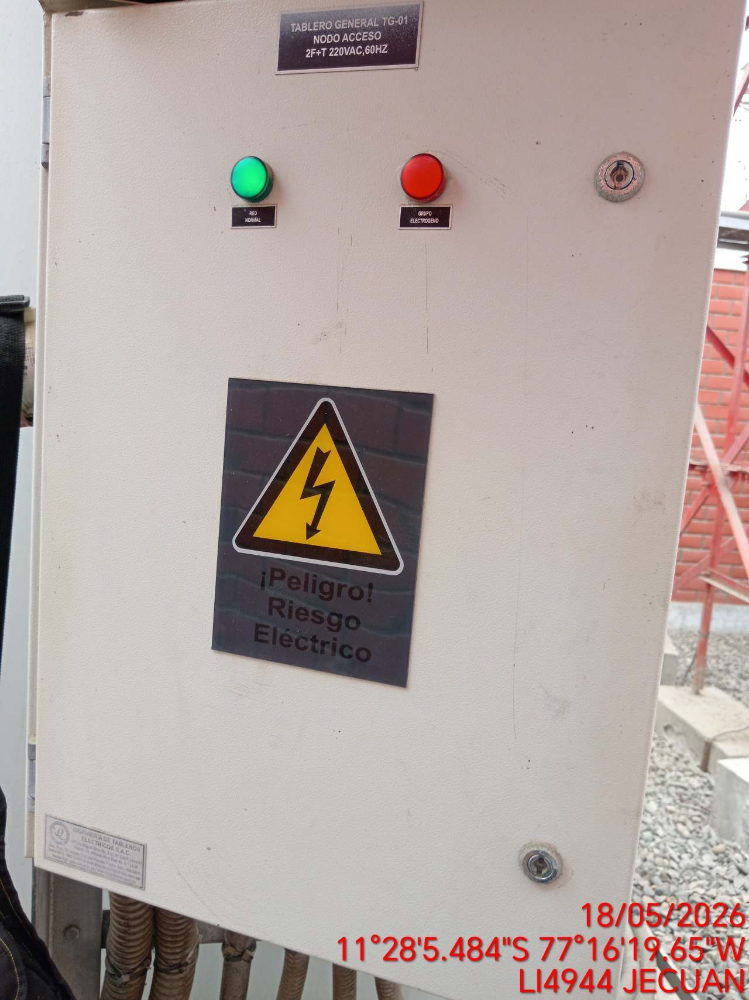 TABLERO GENERAL TG-01
NODO ACCESO
2F+T 220VAC,60HZ
RED
NORMAL
GRUPO
ELECTROGENO
¡Peligro!
Riesgo
Eléctrico
INGENIERIA DE TABLEROS
ELECTRICOS S.A.C.
18/05/2026
11°28'5.484"S 77°16'19.65"W
LI4944 JECUAN